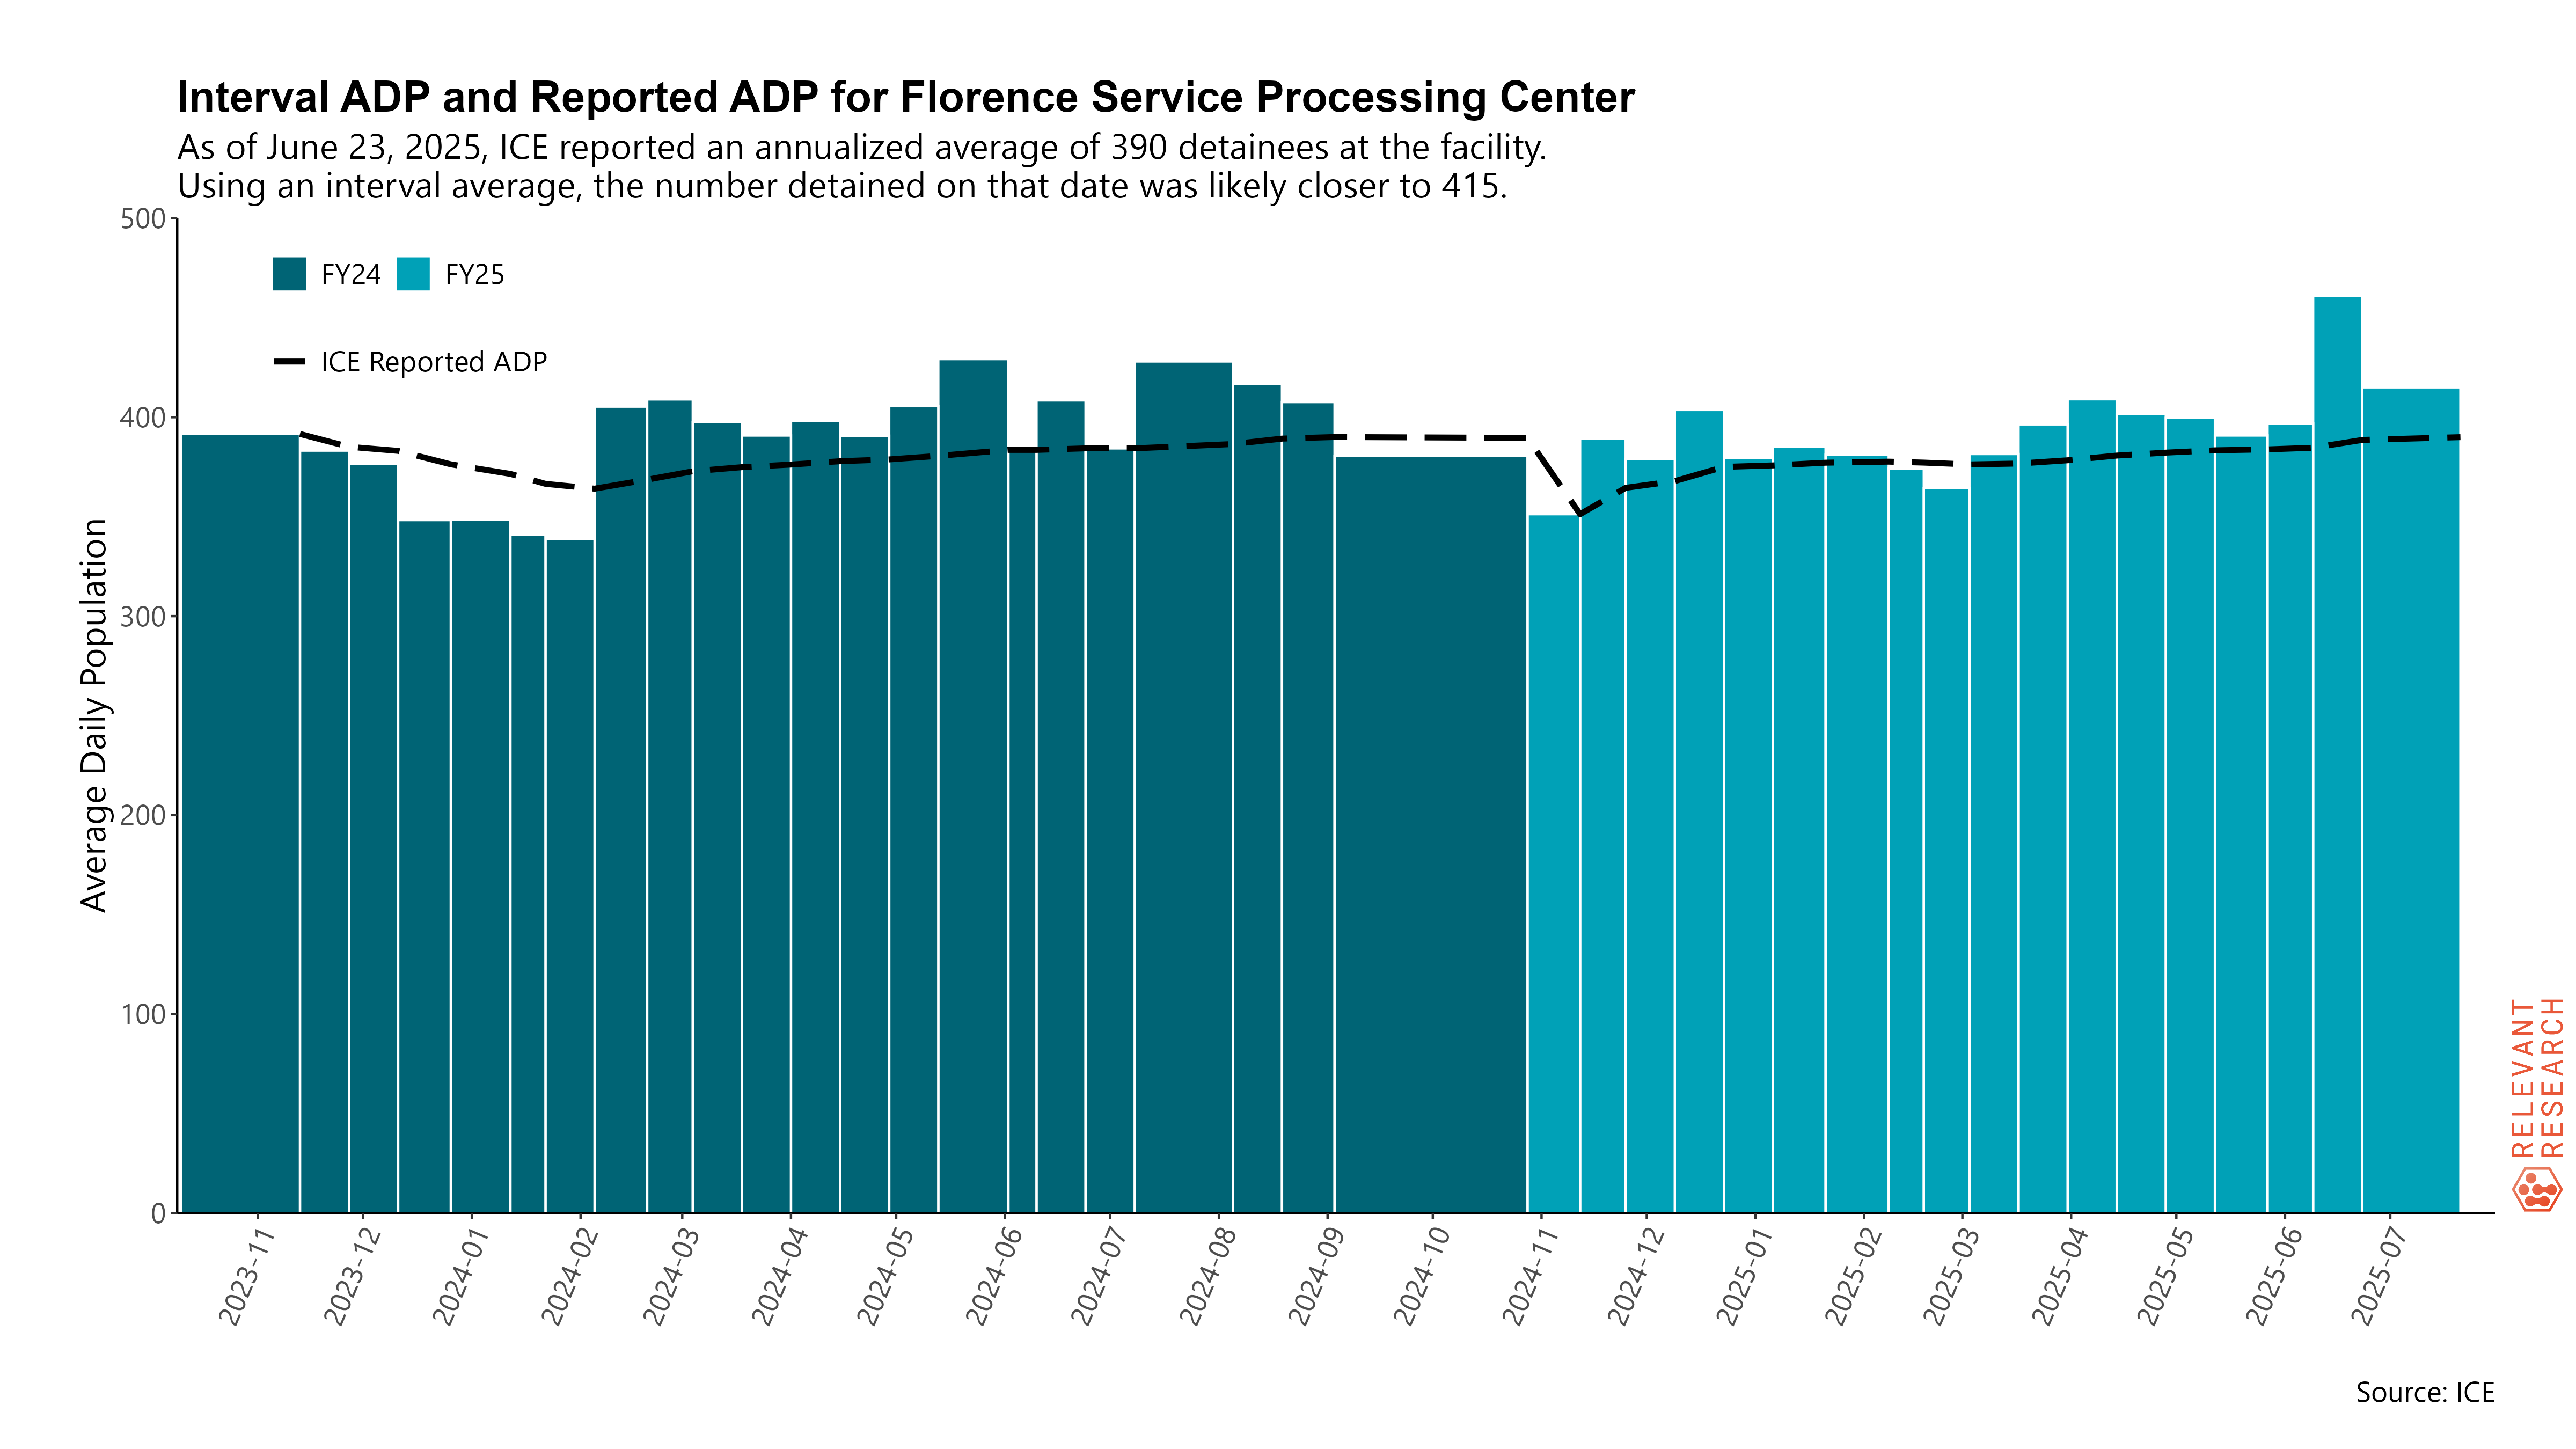 Interval ADP and Reported ADP for Florence Service Processing Center
As of June 23, 2025, ICE reported an annualized average of 390 detainees at the facility.
Using an interval average, the number detained on that date was likely closer to 415.
500
400
300
200
100
0
Average Daily Population
FY24
FY25
ICE Reported ADP
2023-11
2023-12
2024-01
2024-02
2024-03
2024-04
2024-05
2024-06
2024-07
2024-08
2024-09
2024-10
2024-11
2024-12
2025-01
2025-02
2025-03
2025-04
2025-05
2025-06
2025-07
RELEVANT
RESEARCH
Source: ICE